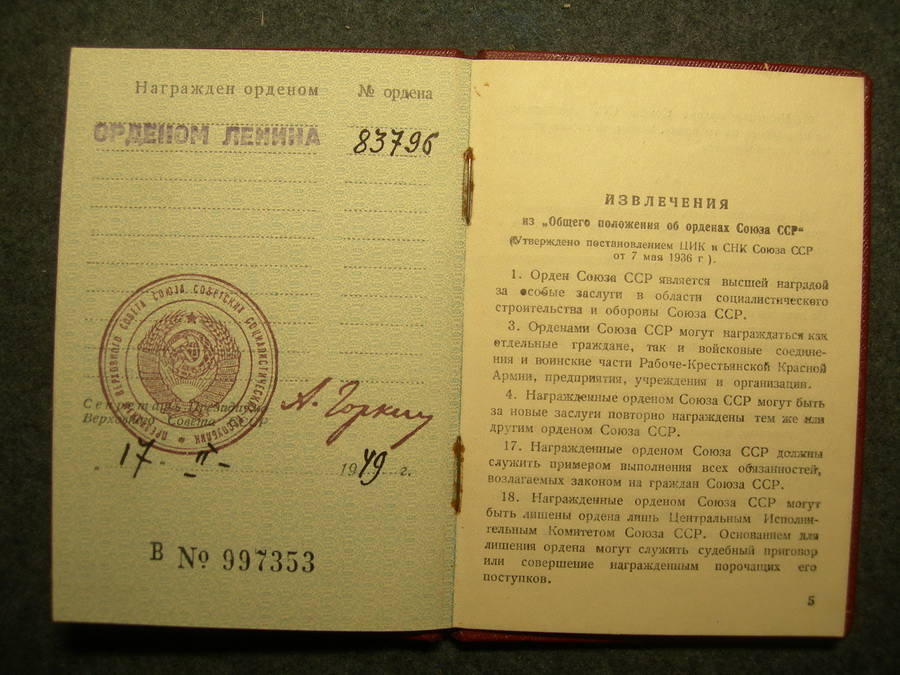 Награжден орденом № ордена
ОРДЕНОМ ЛЕНИНА 83796
ПРЕЗИДИУМ ВЕРХОВНОГО СОВЕТА СОЮЗА СОВЕТСКИХ СОЦИАЛИСТИЧЕСКИХ РЕСПУБЛИК
Секретарь Президиума
Верховного Совета СССР
А. Горкин
17 - "- 1949 г.
В № 997353
ИЗВЛЕЧЕНИЯ
из „Общего положения об орденах Союза ССР“
(Утверждено постановлением ЦИК и СНК Союза ССР
от 7 мая 1936 г.).
1. Орден Союза ССР является высшей наградой
за особые заслуги в области социалистического
строительства и обороны Союза ССР.
3. Орденами Союза ССР могут награждаться как
отдельные граждане, так и войсковые соедине-
ния и воинские части Рабоче-Крестьянской Красной
Армии, предприятия, учреждения и организации.
4. Награжденные орденом Союза ССР могут быть
за новые заслуги повторно награждены тем же или
другим орденом Союза ССР.
17. Награжденные орденом Союза ССР должны
служить примером выполнения всех обязанностей,
возлагаемых законом на граждан Союза ССР.
18. Награжденные орденом Союза ССР могут
быть лишены ордена лишь Центральным Исполни-
тельным Комитетом Союза ССР. Основанием для
лишения ордена могут служить судебный приговор
или совершение награжденным порочащих его
поступков.
5